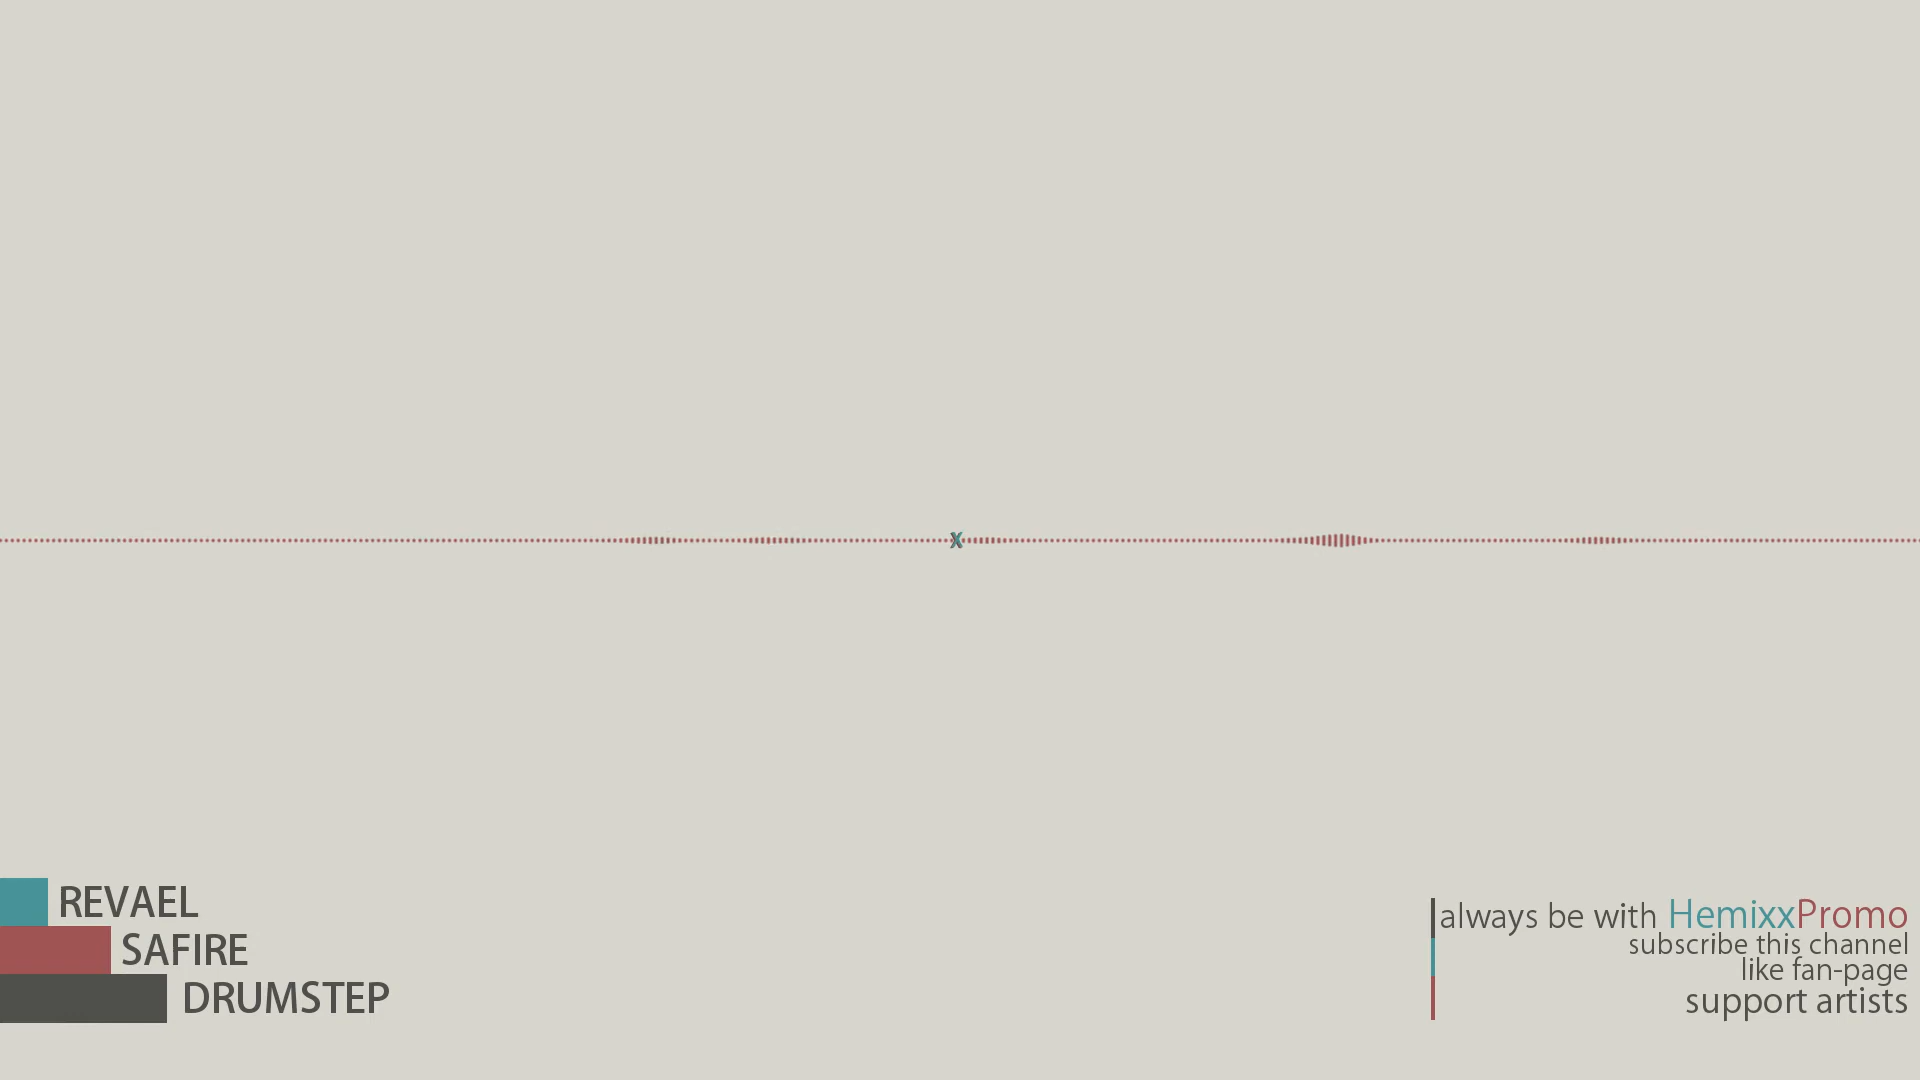 X
REVAEL
SAFIRE
DRUMSTEP
always be with HemixxPromo
subscribe this channel
like fan-page
support artists